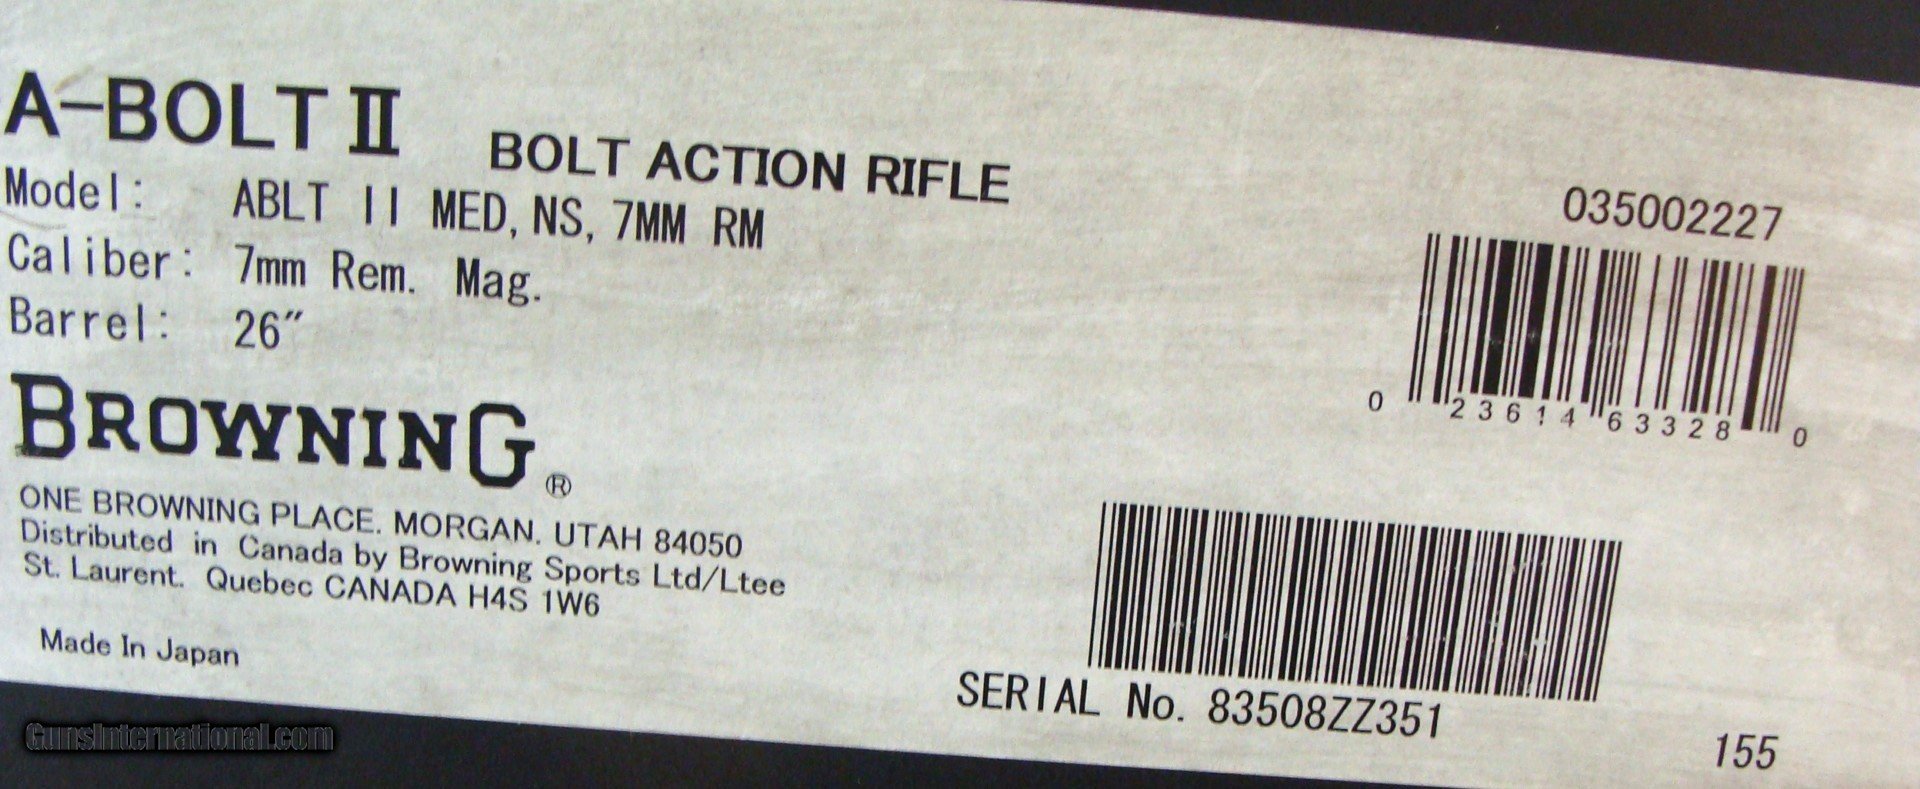 A-BOLT II BOLT ACTION RIFLE
Model: ABLT II MED, NS, 7MM RM
Caliber: 7mm Rem. Mag.
Barrel: 26"
BROWNING®
ONE BROWNING PLACE. MORGAN. UTAH 84050
Distributed in Canada by Browning Sports Ltd/Ltee
St. Laurent. Quebec CANADA H4S 1W6
Made In Japan
035002227
0 23614 63328 0
SERIAL No. 83508ZZ351
155
GunsInternational.com